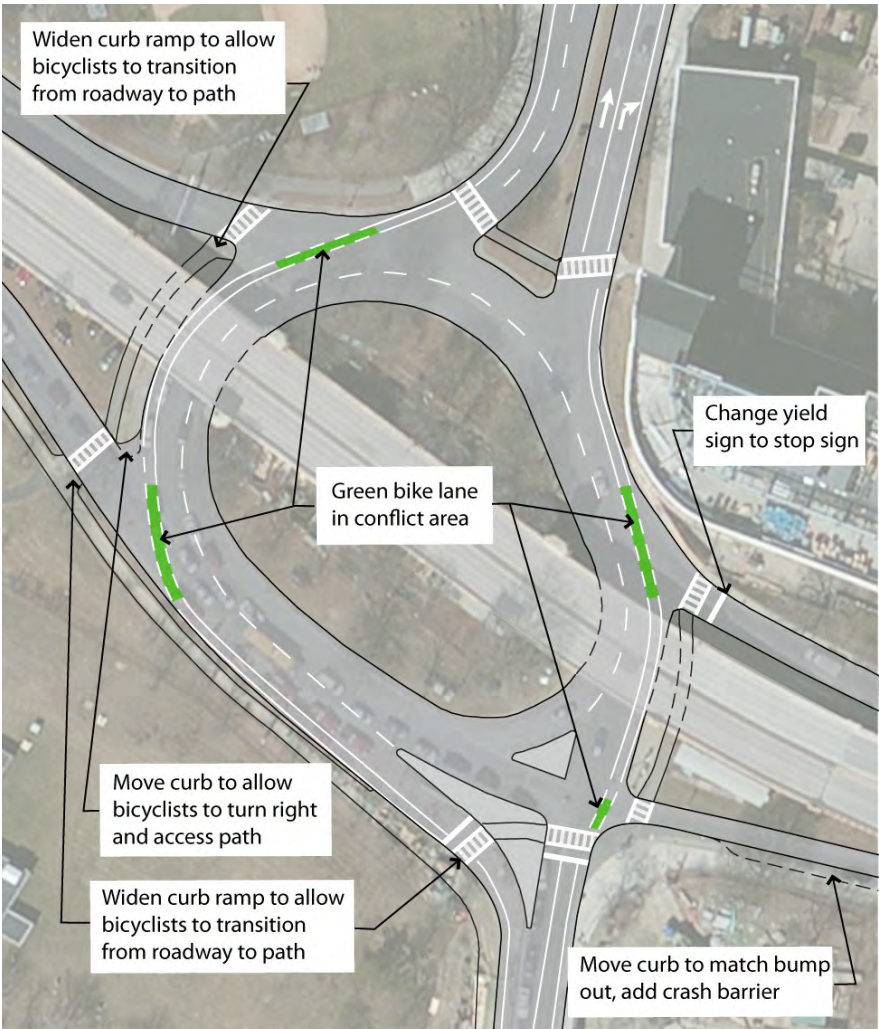 Widen curb ramp to allow
bicyclists to transition
from roadway to path
Change yield
sign to stop sign
Green bike lane
in conflict area
Move curb to allow
bicyclists to turn right
and access path
Widen curb ramp to allow
bicyclists to transition
from roadway to path
Move curb to match bump
out, add crash barrier